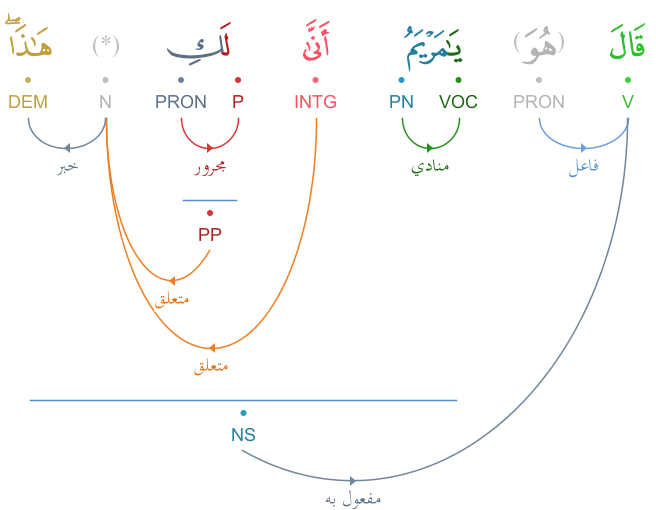 قَالَ (هُوَ) يَٰمَرْيَمُ أَنَّىٰ لَكِ (*) هَٰذَا ۖ
V PRON VOC PN INTG P PRON N DEM
فاعل منادي مجرور خبر
PP
متعلق
متعلق
NS
مفعول به